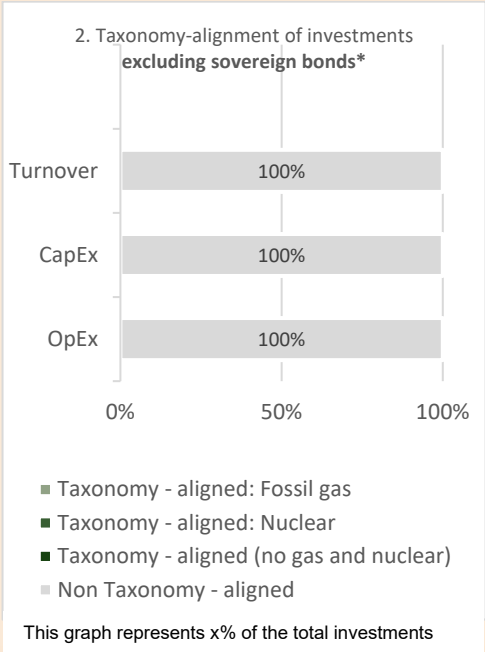 2. Taxonomy-alignment of investments
excluding sovereign bonds*
Turnover
100%
CapEx
100%
OpEx
100%
0%
50%
100%
Taxonomy - aligned: Fossil gas
Taxonomy - aligned: Nuclear
Taxonomy - aligned (no gas and nuclear)
Non Taxonomy - aligned
This graph represents x% of the total investments